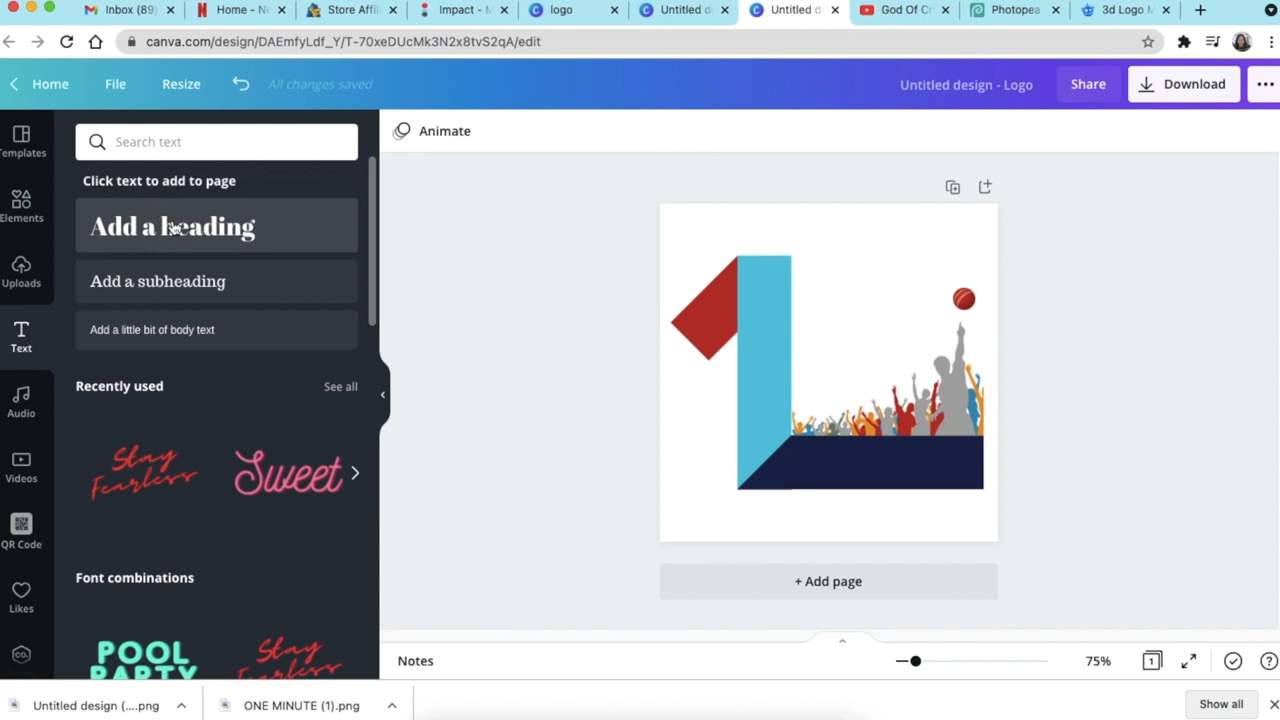 Inbox (89)
Home - Ne
Store Affil
Impact - M
logo
Untitled d
Untitled d
God Of Cr
Photopea
3d Logo M
canva.com/design/DAEmfyLdf_Y/T-70xeDUcMk3N2x8tvS2qA/edit
Home
File
Resize
All changes saved
Untitled design - Logo
Share
Download
Templates
Elements
Uploads
Text
Audio
Videos
QR Code
Likes
co.
Search text
Click text to add to page
Add a heading
Add a subheading
Add a little bit of body text
Recently used
See all
Stay
Fearless
Sweet
Font combinations
POOL
PARTY
Stay
Fearless
Animate
+ Add page
Notes
75%
1
Untitled design (....png
ONE MINUTE (1).png
Show all